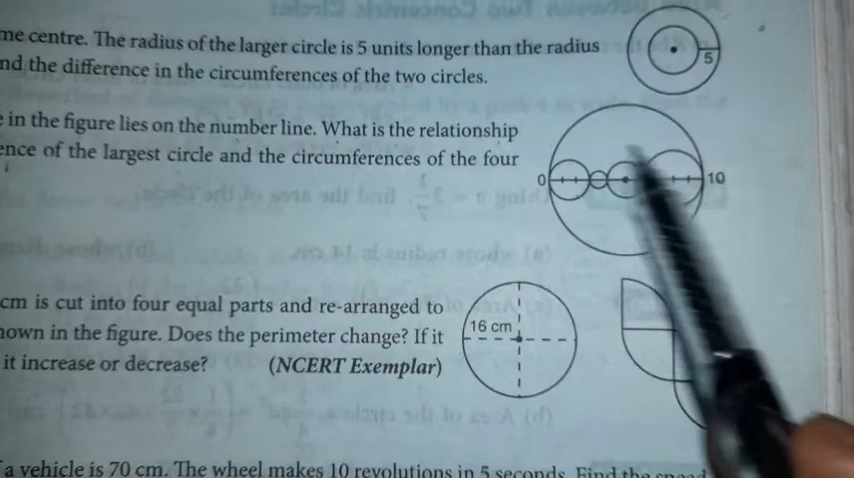 me centre. The radius of the larger circle is 5 units longer than the radius
nd the difference in the circumferences of the two circles.
5
e in the figure lies on the number line. What is the relationship
ence of the largest circle and the circumferences of the four
0
10
cm is cut into four equal parts and re-arranged to
nown in the figure. Does the perimeter change? If it
it increase or decrease? (NCERT Exemplar)
16 cm
a vehicle is 70 cm. The wheel makes 10 revolutions in 5 seconds. Find the speed